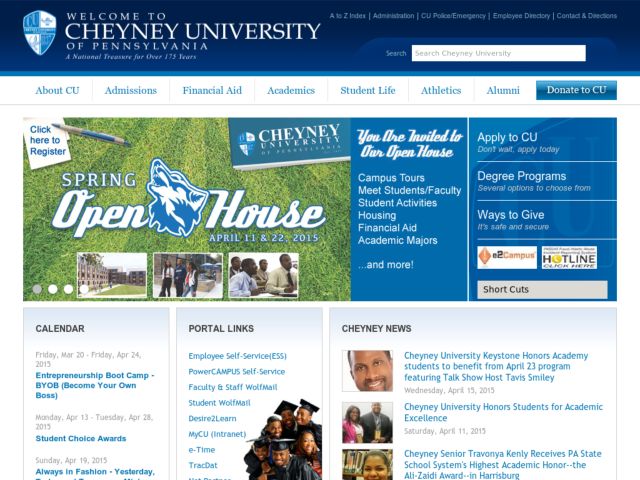 WELCOME TO
CHEYNEY UNIVERSITY
OF PENNSYLVANIA
A National Treasure for Over 175 Years
A to Z Index | Administration | CU Police/Emergency | Employee Directory | Contact & Directions
Search
Search Cheyney University
About CU
Admissions
Financial Aid
Academics
Student Life
Athletics
Alumni
Donate to CU
Click
here to
Register
CHEYNEY
UNIVERSITY
OF PENNSYLVANIA
SPRING
Open House
APRIL 11 & 22, 2015
You Are Invited to
Our Open House
Campus Tours
Meet Students/Faculty
Student Activities
Housing
Financial Aid
Academic Majors
...and more!
Apply to CU
Don't wait, apply today
Degree Programs
Several options to choose from
Ways to Give
It's safe and secure
e2Campus
HOTLINE
CLICK HERE
Short Cuts
CALENDAR
Friday, Mar 20 - Friday, Apr 24,
2015
Entrepreneurship Boot Camp -
BYOB (Become Your Own
Boss)
Monday, Apr 13 - Tuesday, Apr 28,
2015
Student Choice Awards
Sunday, Apr 19, 2015
Always in Fashion - Yesterday,
PORTAL LINKS
Employee Self-Service(ESS)
PowerCAMPUS Self-Service
Faculty & Staff WolfMail
Student WolfMail
Desire2Learn
MyCU (Intranet)
e-Time
TracDat
Net Partner
CHEYNEY NEWS
Cheyney University Keystone Honors Academy
students to benefit from April 23 program
featuring Talk Show Host Tavis Smiley
Wednesday, April 15, 2015
Cheyney University Honors Students for Academic
Excellence
Saturday, April 11, 2015
Cheyney Senior Travonya Kenly Receives PA State
School System's Highest Academic Honor--the
Ali-Zaidi Award--in Harrisburg